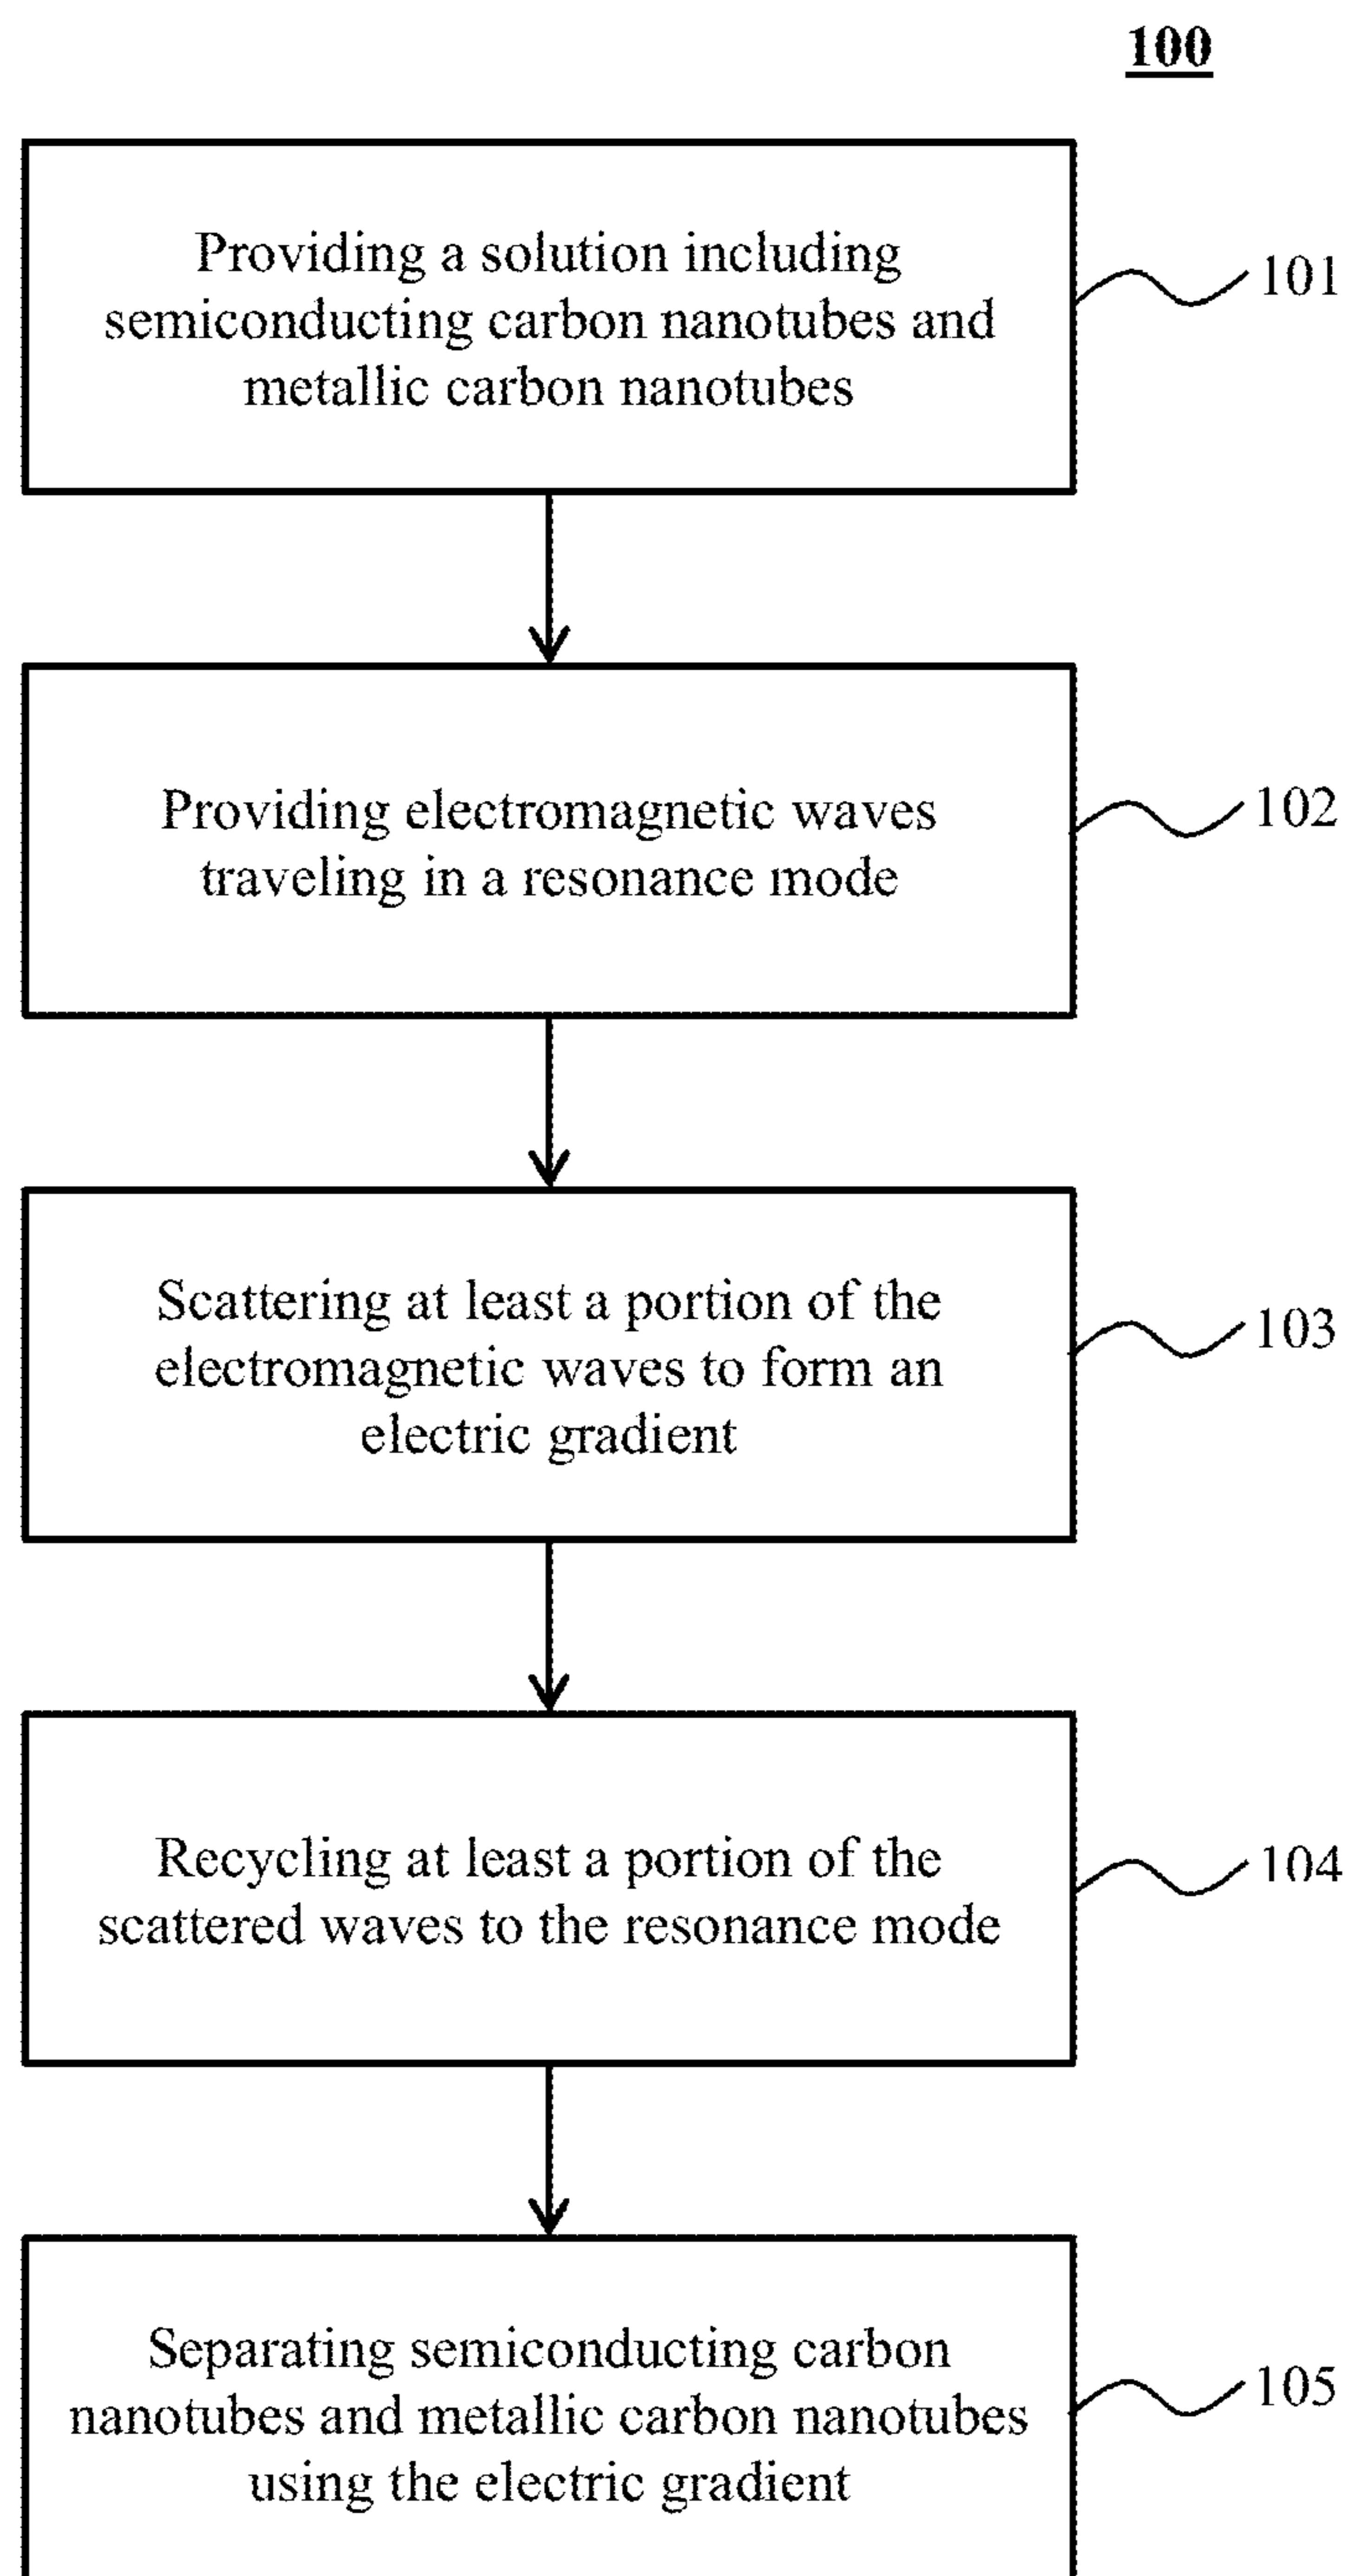 100
Providing a solution including
semiconducting carbon nanotubes and
metallic carbon nanotubes
101
Providing electromagnetic waves
traveling in a resonance mode
102
Scattering at least a portion of the
electromagnetic waves to form an
electric gradient
103
Recycling at least a portion of the
scattered waves to the resonance mode
104
Separating semiconducting carbon
nanotubes and metallic carbon nanotubes
using the electric gradient
105